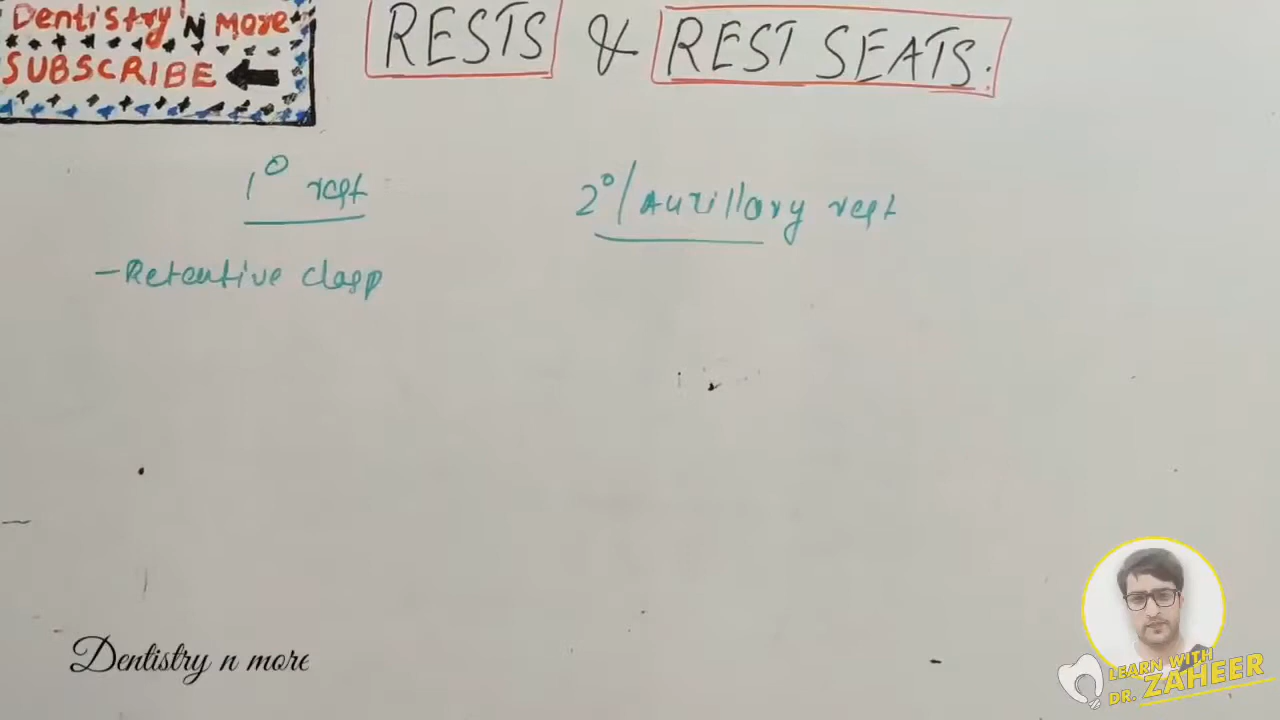 Dentistry 'N more
SUBSCRIBE
RESTS & REST SEATS.
1° rest
2°/Auxillary rest
- Retentive clasp
Dentistry n more
LEARN WITH
DR. ZAHEER